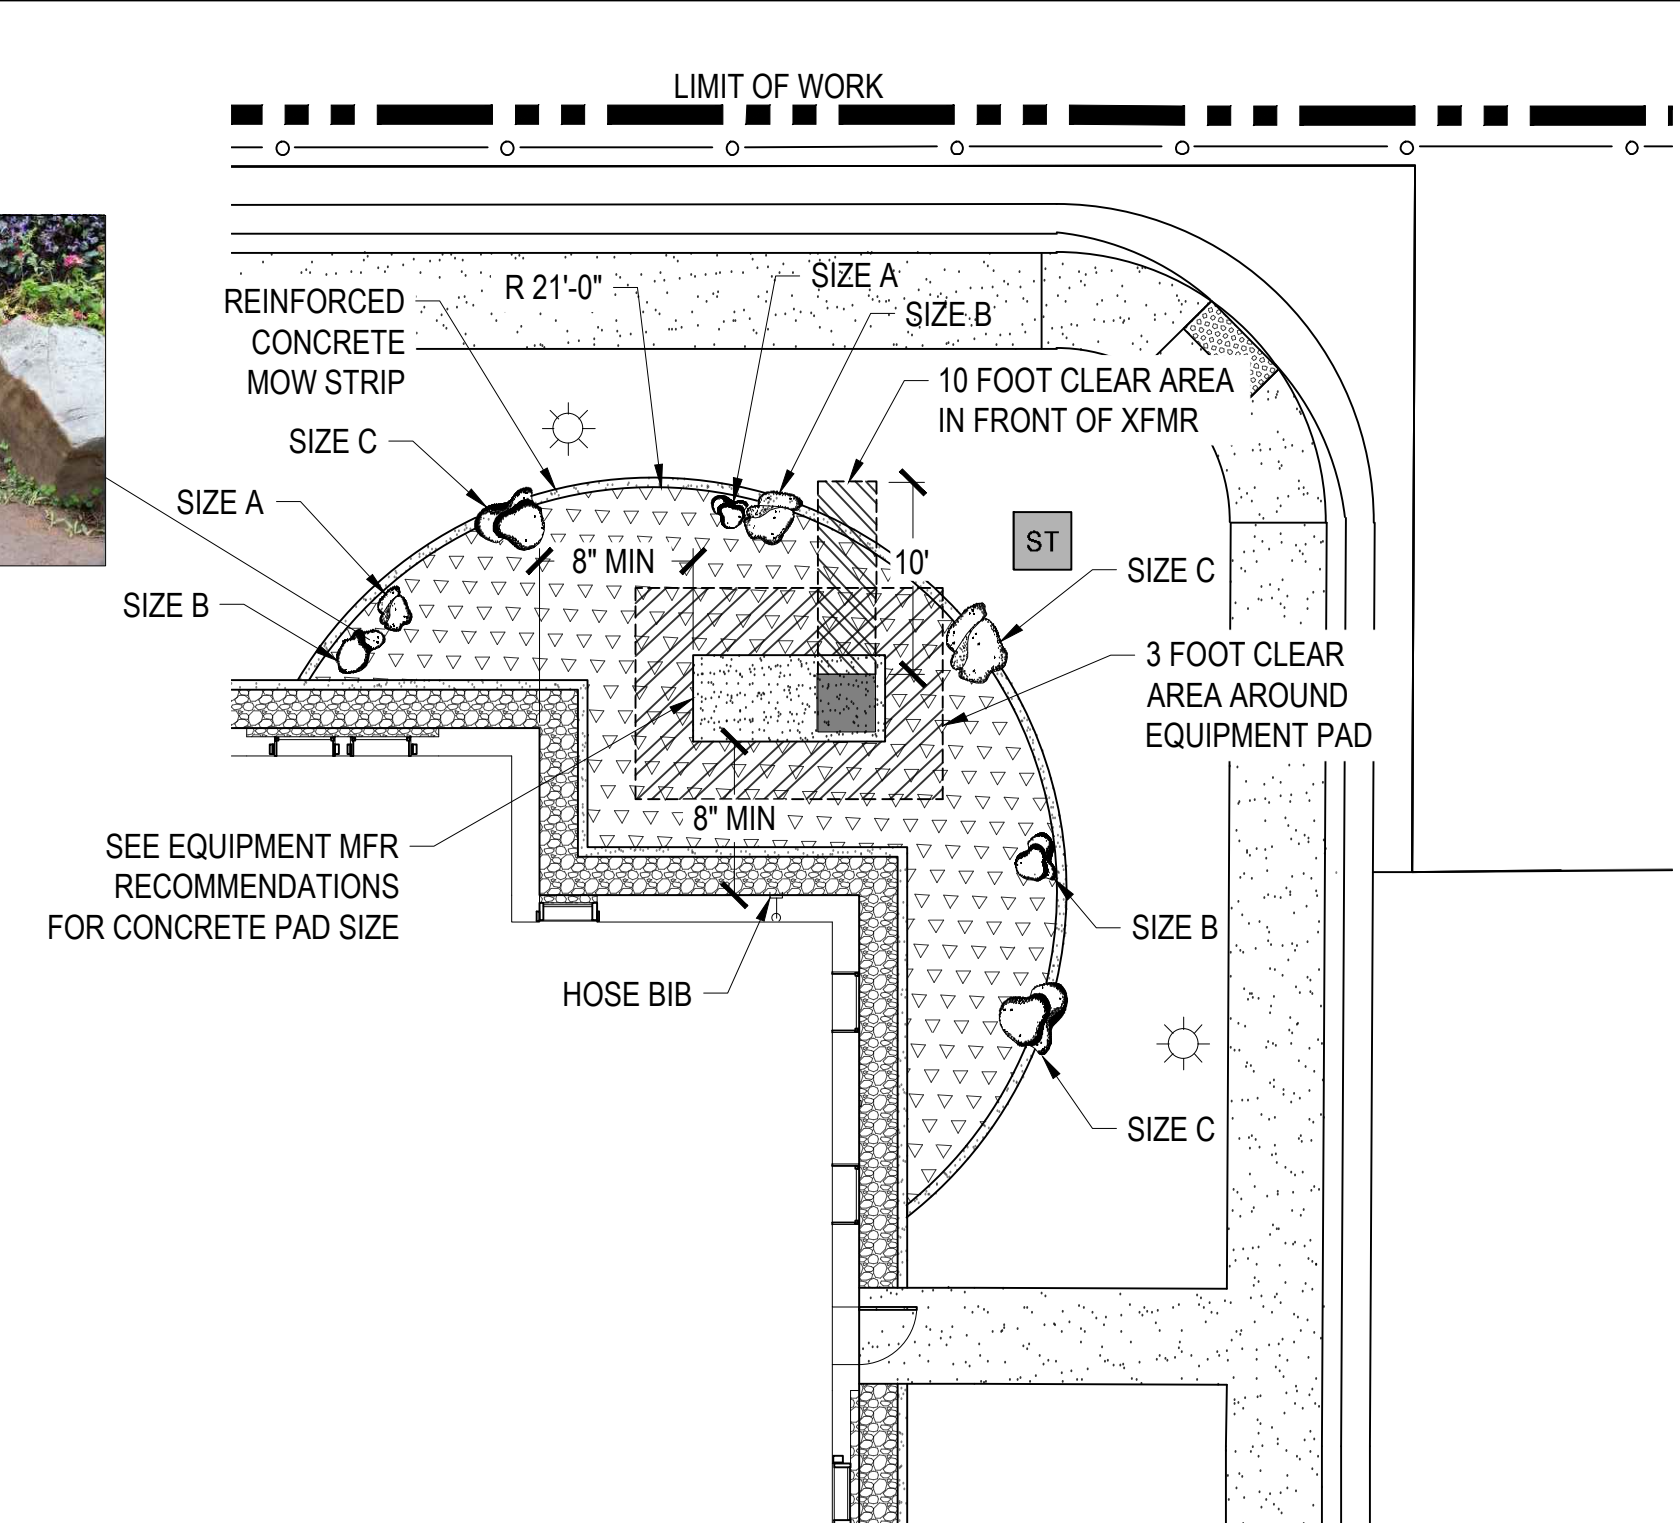 LIMIT OF WORK
SIZE A
R 21'-0"
REINFORCED
CONCRETE
MOW STRIP
SIZE B
10 FOOT CLEAR AREA
IN FRONT OF XFMR
SIZE C
SIZE A
8" MIN
10'
ST
SIZE C
SIZE B
3 FOOT CLEAR
AREA AROUND
EQUIPMENT PAD
8" MIN
SEE EQUIPMENT MFR
RECOMMENDATIONS
FOR CONCRETE PAD SIZE
SIZE B
HOSE BIB
SIZE C